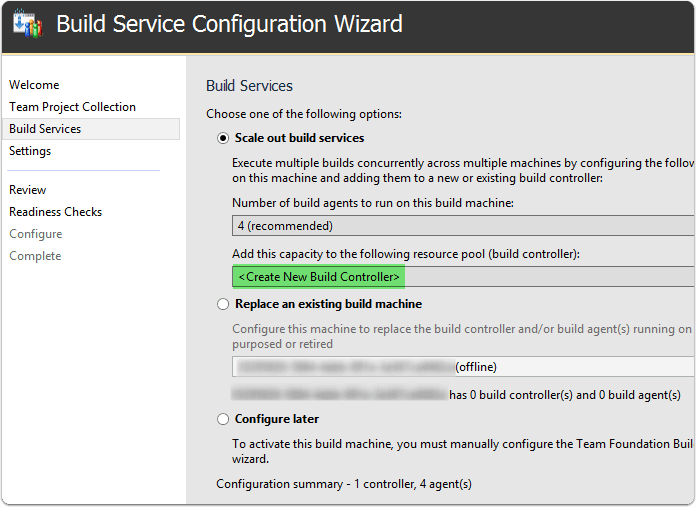 Build Service Configuration Wizard
Welcome
Team Project Collection
Build Services
Settings
Review
Readiness Checks
Configure
Complete
Build Services
Choose one of the following options:
Scale out build services
Execute multiple builds concurrently across multiple machines by configuring the follow
on this machine and adding them to a new or existing build controller:
Number of build agents to run on this build machine:
4 (recommended)
Add this capacity to the following resource pool (build controller):
<Create New Build Controller>
Replace an existing build machine
Configure this machine to replace the build controller and/or build agent(s) running on
purposed or retired
(offline)
has 0 build controller(s) and 0 build agent(s)
Configure later
To activate this build machine, you must manually configure the Team Foundation Buil
wizard.
Configuration summary - 1 controller, 4 agent(s)